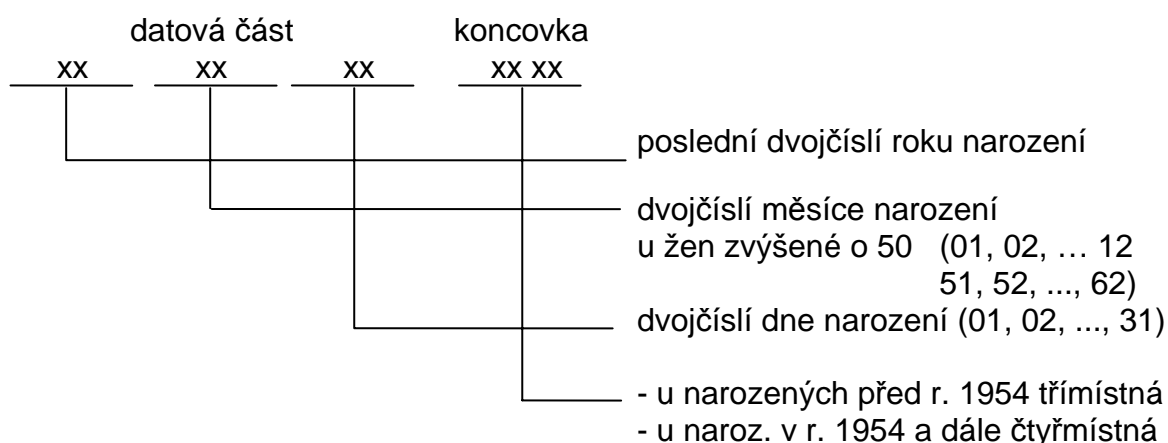 datová část koncovka
xx xx xx xx xx
poslední dvojčíslí roku narození
dvojčíslí měsíce narození
u žen zvýšené o 50 (01, 02, … 12
51, 52, ..., 62)
dvojčíslí dne narození (01, 02, ..., 31)
- u narozených před r. 1954 třímístná
- u naroz. v r. 1954 a dále čtyřmístná